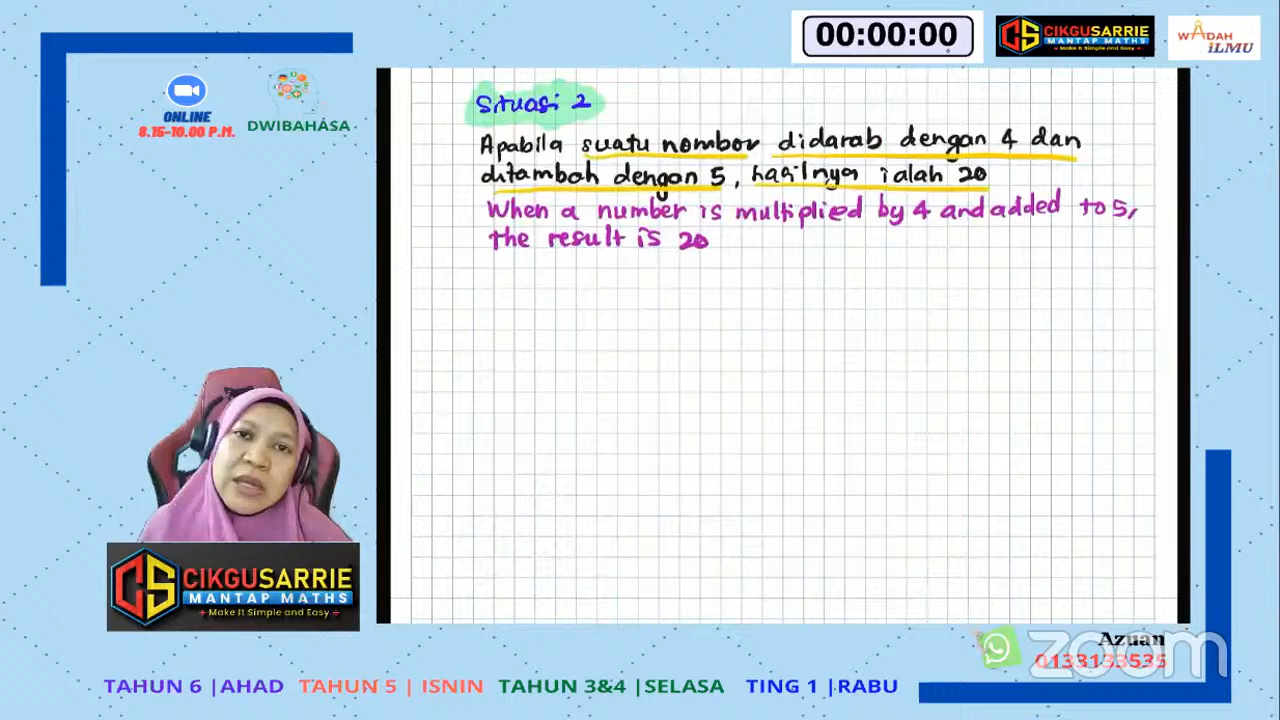 00:00:00
CIKGUSARRIE
MANTAP MATHS
Make It Simple and Easy
WADAH
iLMU
ONLINE
8.15-10.00 P.M.
DWIBAHASA
Situasi 2
Apabila suatu nombor didarab dengan 4 dan
ditambah dengan 5, hasilnya ialah 20
When a number is multiplied by 4 and added to 5,
the result is 20
CS CIKGUSARRIE
MANTAP MATHS
+ Make It Simple and Easy +
Azuan
0133133535
zoom
TAHUN 6 |AHAD TAHUN 5 | ISNIN TAHUN 3&4 |SELASA TING 1 |RABU